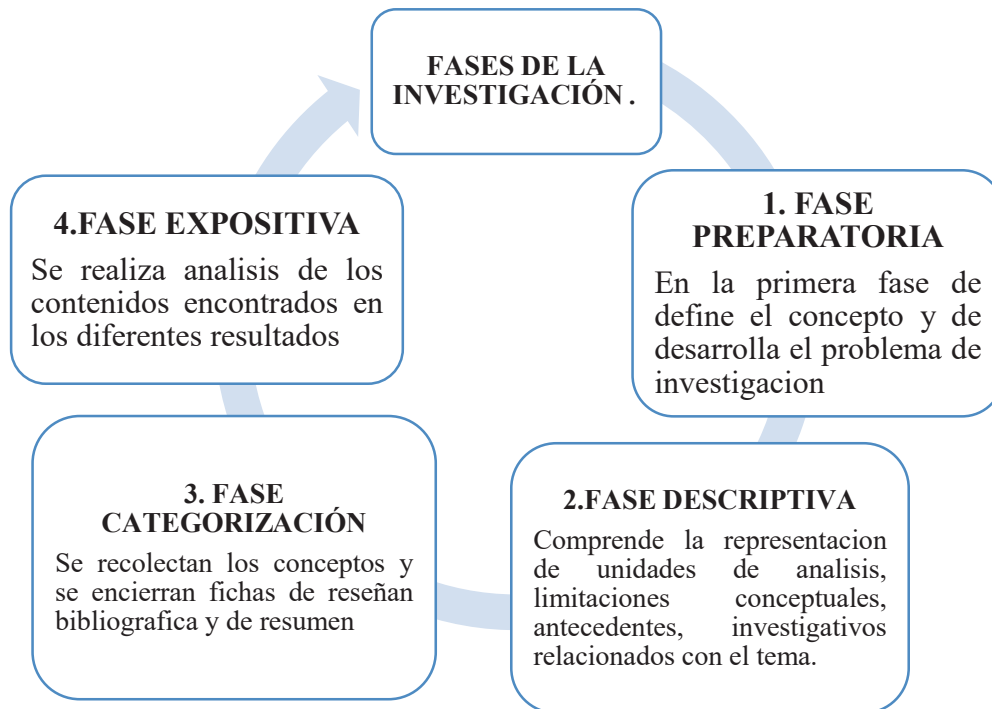 FASES DE LA
INVESTIGACIÓN .
1. FASE
PREPARATORIA
En la primera fase de
define el concepto y de
desarrolla el problema de
investigacion
2.FASE DESCRIPTIVA
Comprende la representacion
de unidades de analisis,
limitaciones conceptuales,
antecedentes, investigativos
relacionados con el tema.
3. FASE
CATEGORIZACIÓN
Se recolectan los conceptos y
se encierran fichas de reseñan
bibliografica y de resumen
4.FASE EXPOSITIVA
Se realiza analisis de los
contenidos encontrados en
los diferentes resultados